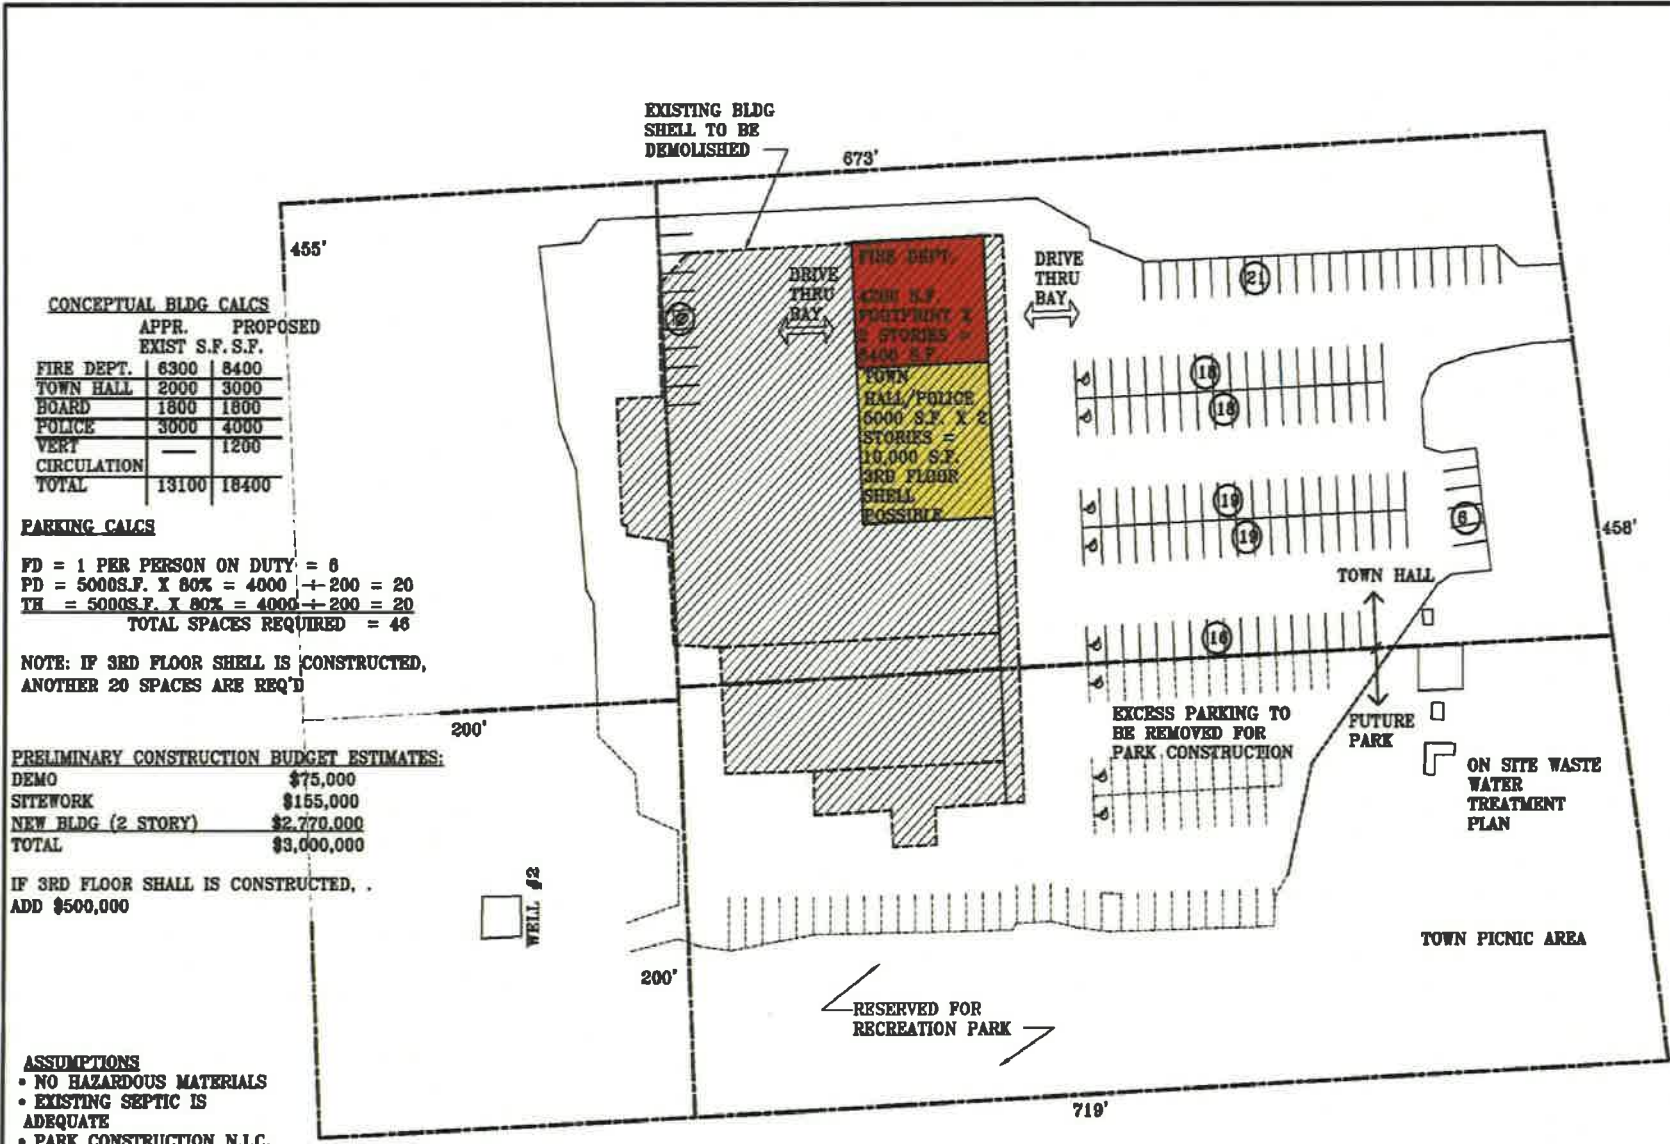 EXISTING BLDG
SHELL TO BE
DEMOLISHED
673'
455'
CONCEPTUAL BLDG CALCS
APPR. PROPOSED
EXIST S.F. S.F.
FIRE DEPT. 6300 8400
TOWN HALL 2000 3000
BOARD 1800 1800
POLICE 3000 4000
VERT — 1200
CIRCULATION
TOTAL 13100 18400
PARKING CALCS
FD = 1 PER PERSON ON DUTY = 6
PD = 5000S.F. X 80% = 4000 ÷ 200 = 20
TH = 5000S.F. X 80% = 4000 ÷ 200 = 20
TOTAL SPACES REQUIRED = 46
NOTE: IF 3RD FLOOR SHELL IS CONSTRUCTED,
ANOTHER 20 SPACES ARE REQ'D
PRELIMINARY CONSTRUCTION BUDGET ESTIMATES:
DEMO $75,000
SITEWORK $155,000
NEW BLDG (2 STORY) $2,770,000
TOTAL $3,000,000
IF 3RD FLOOR SHALL IS CONSTRUCTED, .
ADD $500,000
ASSUMPTIONS
• NO HAZARDOUS MATERIALS
• EXISTING SEPTIC IS
ADEQUATE
• PARK CONSTRUCTION N.I.C.
DRIVE
THRU
BAY
FIRE DEPT.
4200 S.F.
FOOTPRINT X
2 STORIES =
8400 S.F.
TOWN
HALL/POLICE
5000 S.F. X 2
STORIES =
10,000 S.F.
3RD FLOOR
SHELL
POSSIBLE
DRIVE
THRU
BAY
21
18
18
19
19
6
16
458'
TOWN HALL
FUTURE
PARK
EXCESS PARKING TO
BE REMOVED FOR
PARK CONSTRUCTION
ON SITE WASTE
WATER
TREATMENT
PLAN
200'
WELL #2
200'
RESERVED FOR
RECREATION PARK
TOWN PICNIC AREA
719'